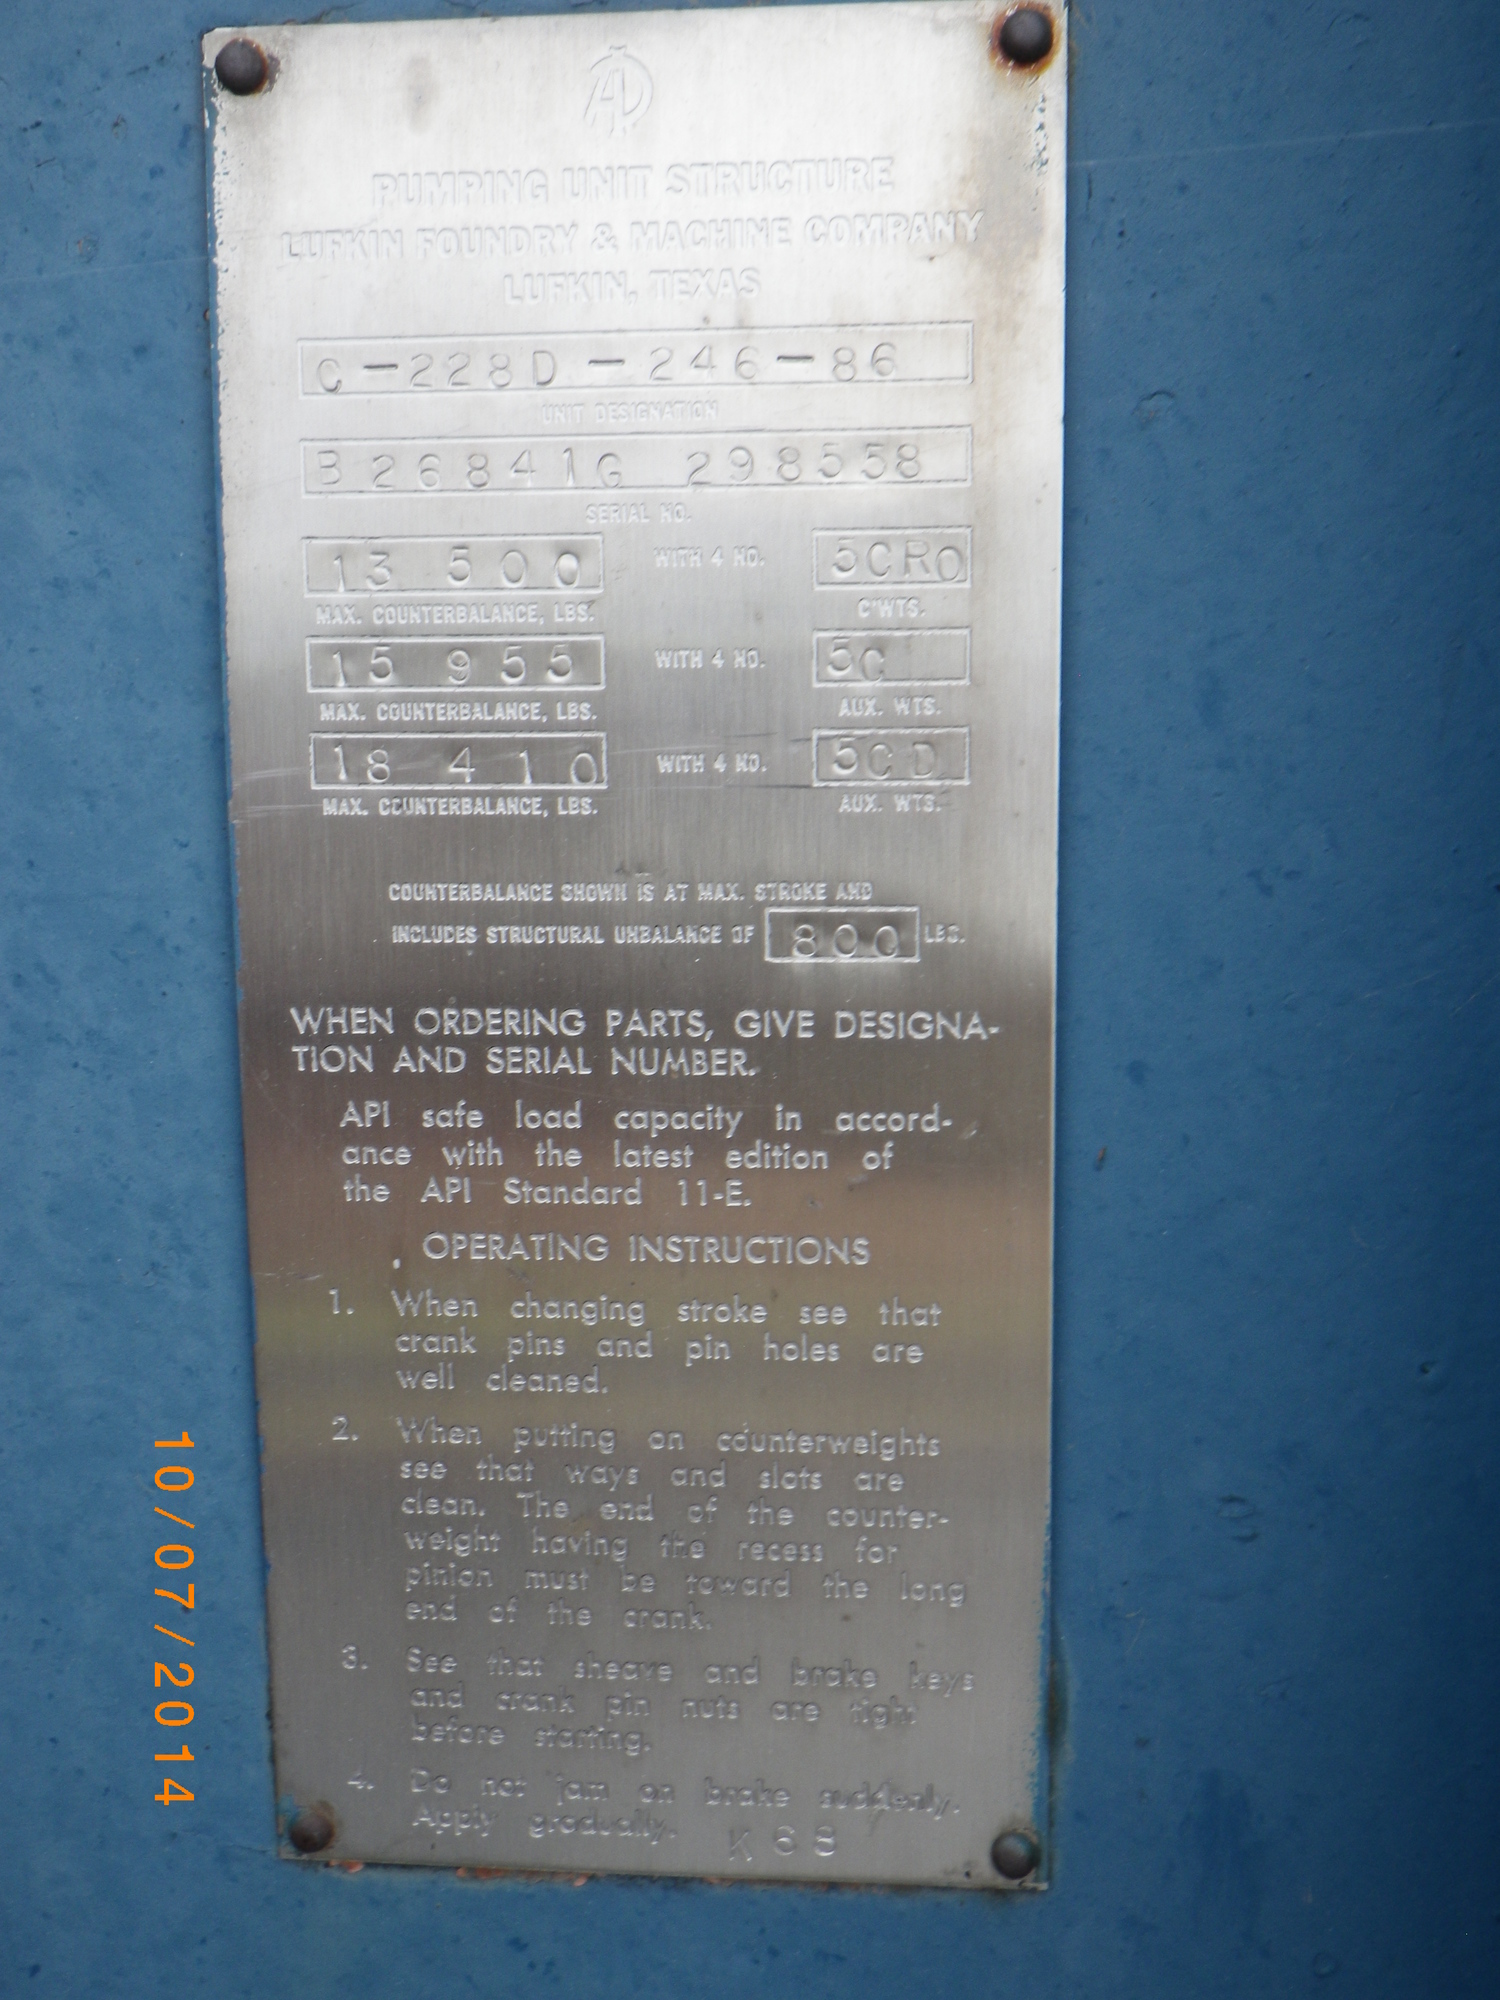 API
PUMPING UNIT STRUCTURE
LUFKIN FOUNDRY & MACHINE COMPANY
LUFKIN, TEXAS
C-228D-246-86
UNIT DESIGNATION
B26841G 298558
SERIAL NO.
13 500 WITH 4 NO. 5CRO
MAX. COUNTERBALANCE, LBS. C'WTS.
15 955 WITH 4 NO. 5C
MAX. COUNTERBALANCE, LBS. AUX. WTS.
18 410 WITH 4 NO. 5CD
MAX. COUNTERBALANCE, LBS. AUX. WTS.
COUNTERBALANCE SHOWN IS AT MAX. STROKE AND
INCLUDES STRUCTURAL UNBALANCE OF 800 LBS.
WHEN ORDERING PARTS, GIVE DESIGNA-
TION AND SERIAL NUMBER.
API safe load capacity in accord-
ance with the latest edition of
the API Standard 11-E.
OPERATING INSTRUCTIONS
1. When changing stroke see that
crank pins and pin holes are
well cleaned.
2. When putting on counterweights
see that ways and slots are
clean. The end of the counter-
weight having the recess for
pinion must be toward the long
end of the crank.
3. See that sheave and brake keys
and crank pin nuts are tight
before starting.
4. Do not jam on brake suddenly.
Apply gradually. K68
10/07/2014